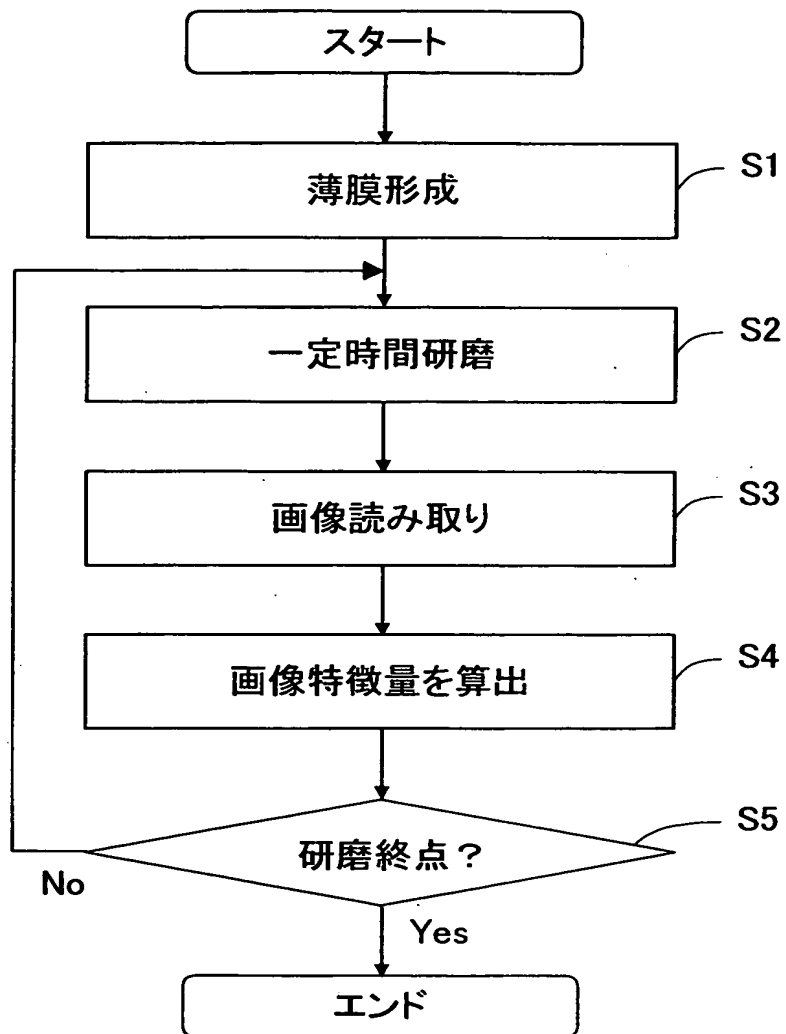 スタート
薄膜形成
S1
一定時間研磨
S2
画像読み取り
S3
画像特徴量を算出
S4
研磨終点？
S5
No
Yes
エンド